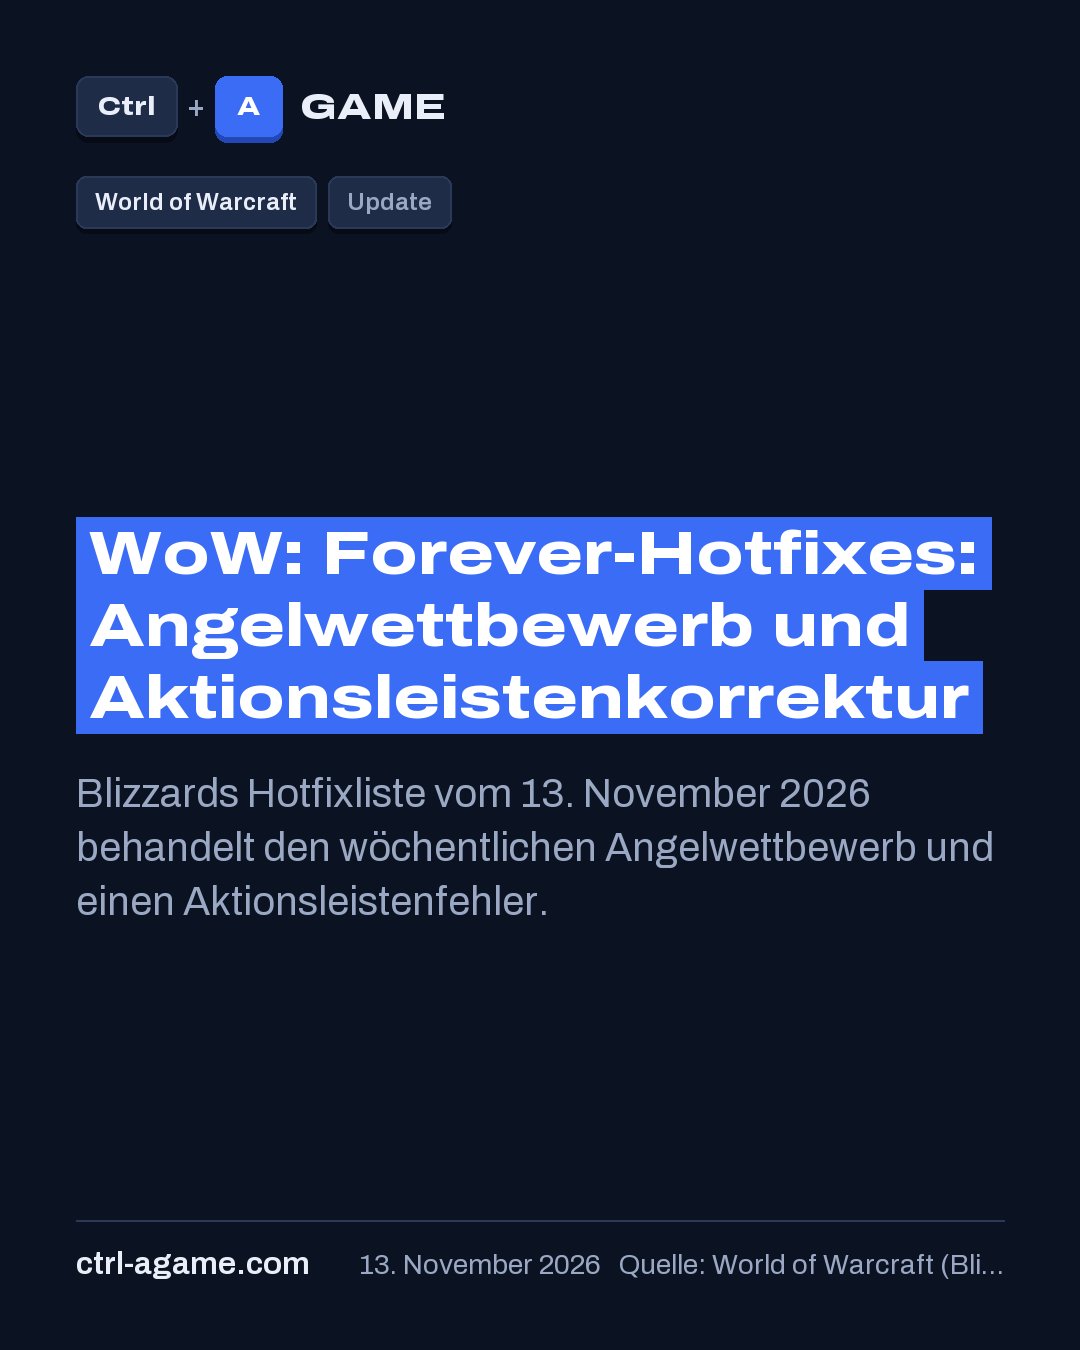 Ctrl + A GAME
World of Warcraft Update
WoW: Forever-Hotfixes:
Angelwettbewerb und
Aktionsleistenkorrektur
Blizzards Hotfixliste vom 13. November 2026
behandelt den wöchentlichen Angelwettbewerb und
einen Aktionsleistenfehler.
ctrl-agame.com 13. November 2026 Quelle: World of Warcraft (Bli...